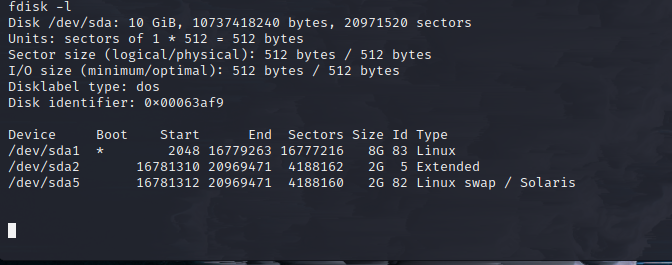 fdisk -l
Disk /dev/sda: 10 GiB, 10737418240 bytes, 20971520 sectors
Units: sectors of 1 * 512 = 512 bytes
Sector size (logical/physical): 512 bytes / 512 bytes
I/O size (minimum/optimal): 512 bytes / 512 bytes
Disklabel type: dos
Disk identifier: 0x00063af9

Device     Boot    Start      End  Sectors Size Id Type
/dev/sda1  *        2048 16779263 16777216   8G 83 Linux
/dev/sda2       16781310 20969471  4188162   2G  5 Extended
/dev/sda5       16781312 20969471  4188160   2G 82 Linux swap / Solaris